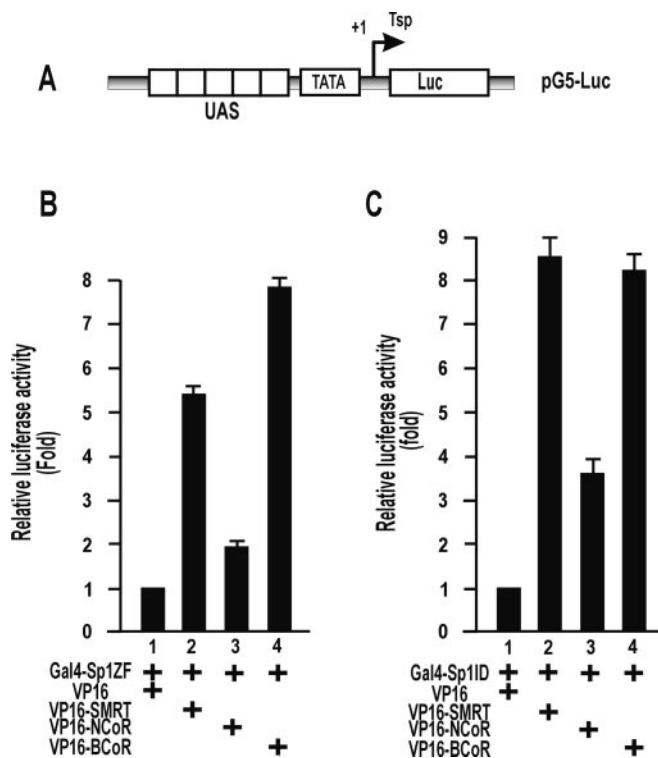 A
+1
Tsp
TATA
Luc
pG5-Luc
UAS
B
Relative luciferase activity
(Fold)
8
7
6
5
4
3
2
1
0
1 2 3 4
Gal4-Sp1ZF + + + +
VP16 +
VP16-SMRT +
VP16-NCoR +
VP16-BCoR +
C
Relative luciferase activity
(fold)
9
8
7
6
5
4
3
2
1
0
1 2 3 4
Gal4-Sp1ID + + + +
VP16 +
VP16-SMRT +
VP16-NCoR +
VP16-BCoR +